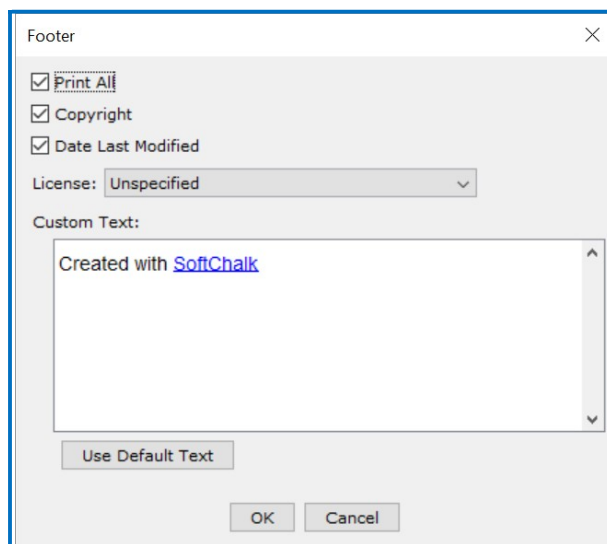 Footer
Print All
Copyright
Date Last Modified
License: Unspecified
Custom Text:
Created with SoftChalk
Use Default Text
OK Cancel